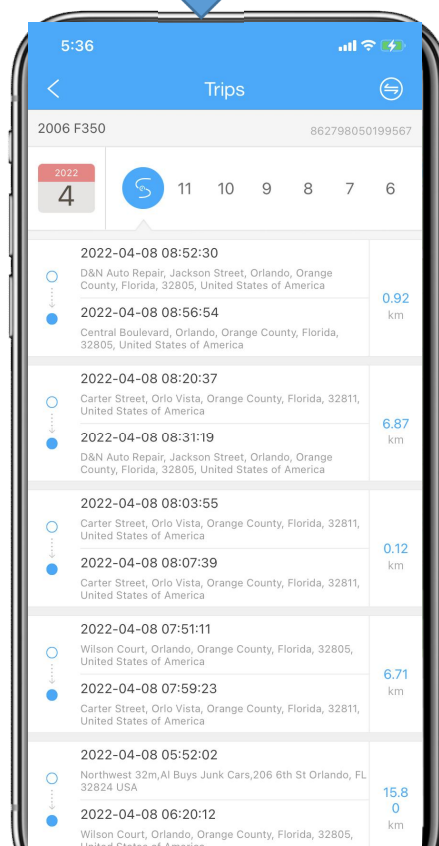 5:36
Trips
2006 F350
862798050199567
2022
4
11 10 9 8 7 6
2022-04-08 08:52:30
D&N Auto Repair, Jackson Street, Orlando, Orange
County, Florida, 32805, United States of America
0.92
km
2022-04-08 08:56:54
Central Boulevard, Orlando, Orange County, Florida,
32805, United States of America
2022-04-08 08:20:37
Carter Street, Orlo Vista, Orange County, Florida, 32811,
United States of America
6.87
km
2022-04-08 08:31:19
D&N Auto Repair, Jackson Street, Orlando, Orange
County, Florida, 32805, United States of America
2022-04-08 08:03:55
Carter Street, Orlo Vista, Orange County, Florida, 32811,
United States of America
0.12
km
2022-04-08 08:07:39
Carter Street, Orlo Vista, Orange County, Florida, 32811,
United States of America
2022-04-08 07:51:11
Wilson Court, Orlando, Orange County, Florida, 32805,
United States of America
6.71
km
2022-04-08 07:59:23
Carter Street, Orlo Vista, Orange County, Florida, 32811,
United States of America
2022-04-08 05:52:02
Northwest 32m,Al Buys Junk Cars,206 6th St Orlando, FL
32824 USA
15.8
0
km
2022-04-08 06:20:12
Wilson Court, Orlando, Orange County, Florida, 32805,
United States of America